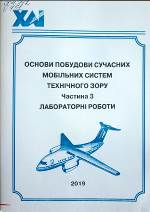 ХАІ
ОСНОВИ ПОБУДОВИ СУЧАСНИХ
МОБІЛЬНИХ СИСТЕМ
ТЕХНІЧНОГО ЗОРУ
Частина 3
ЛАБОРАТОРНІ РОБОТИ
2019